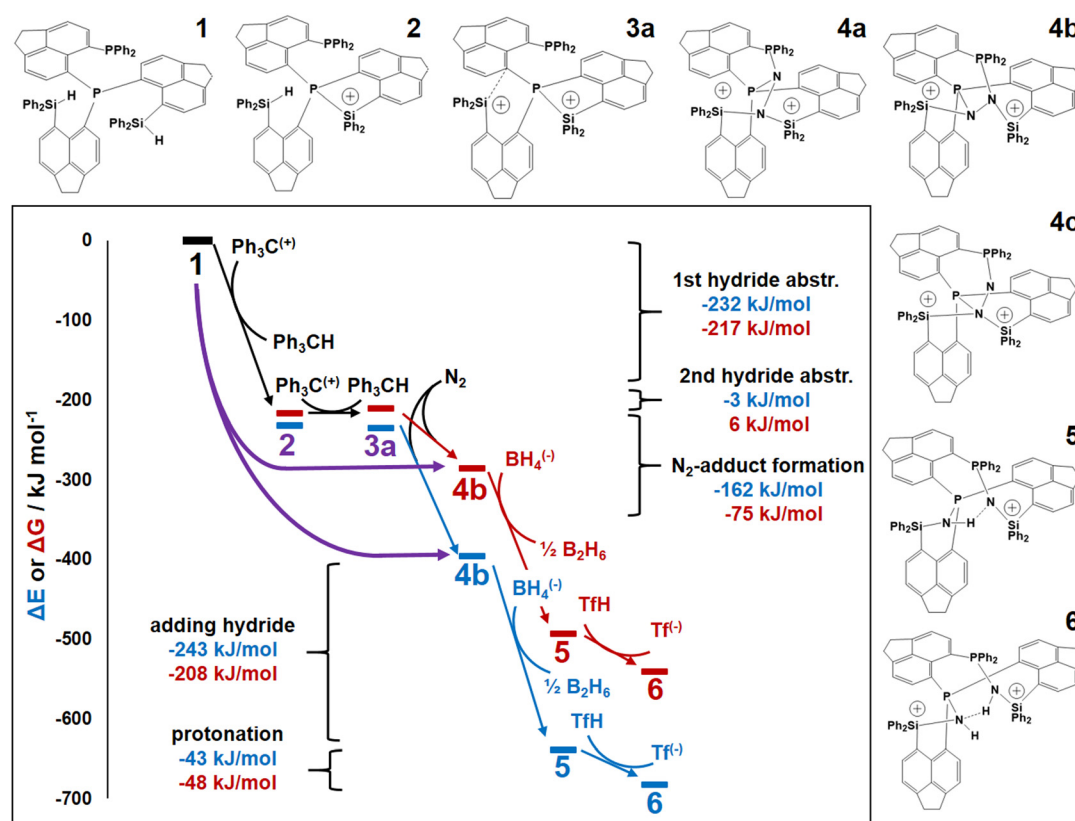 1
PPh2
H
Ph2Si
P
Ph2Si
H
2
PPh2
H
Ph2Si
P
+
Si
Ph2
3a
PPh2
Ph2Si
+
P
+
Si
Ph2
4a
PPh2
N
P
+
Ph2Si
N
Si
+
Ph2
4b
PPh2
P
+
Ph2Si
N
N
Si
+
Ph2
4c
PPh2
N
P
+
Ph2Si
N
Si
+
Ph2
5
PPh2
P
N
Ph2Si
N
H
Si
+
Ph2
6
PPh2
P
N
+
H
Ph2Si
N
H
Si
+
Ph2
ΔE or ΔG / kJ mol-1
0
-100
-200
-300
-400
-500
-600
-700
1
Ph3C(+)
Ph3CH
2
Ph3C(+)
Ph3CH
3a
N2
4b
BH4(-)
½ B2H6
5
TfH
Tf(-)
6
4b
BH4(-)
½ B2H6
5
TfH
Tf(-)
6
1st hydride abstr.
-232 kJ/mol
-217 kJ/mol
2nd hydride abstr.
-3 kJ/mol
6 kJ/mol
N2-adduct formation
-162 kJ/mol
-75 kJ/mol
adding hydride
-243 kJ/mol
-208 kJ/mol
protonation
-43 kJ/mol
-48 kJ/mol